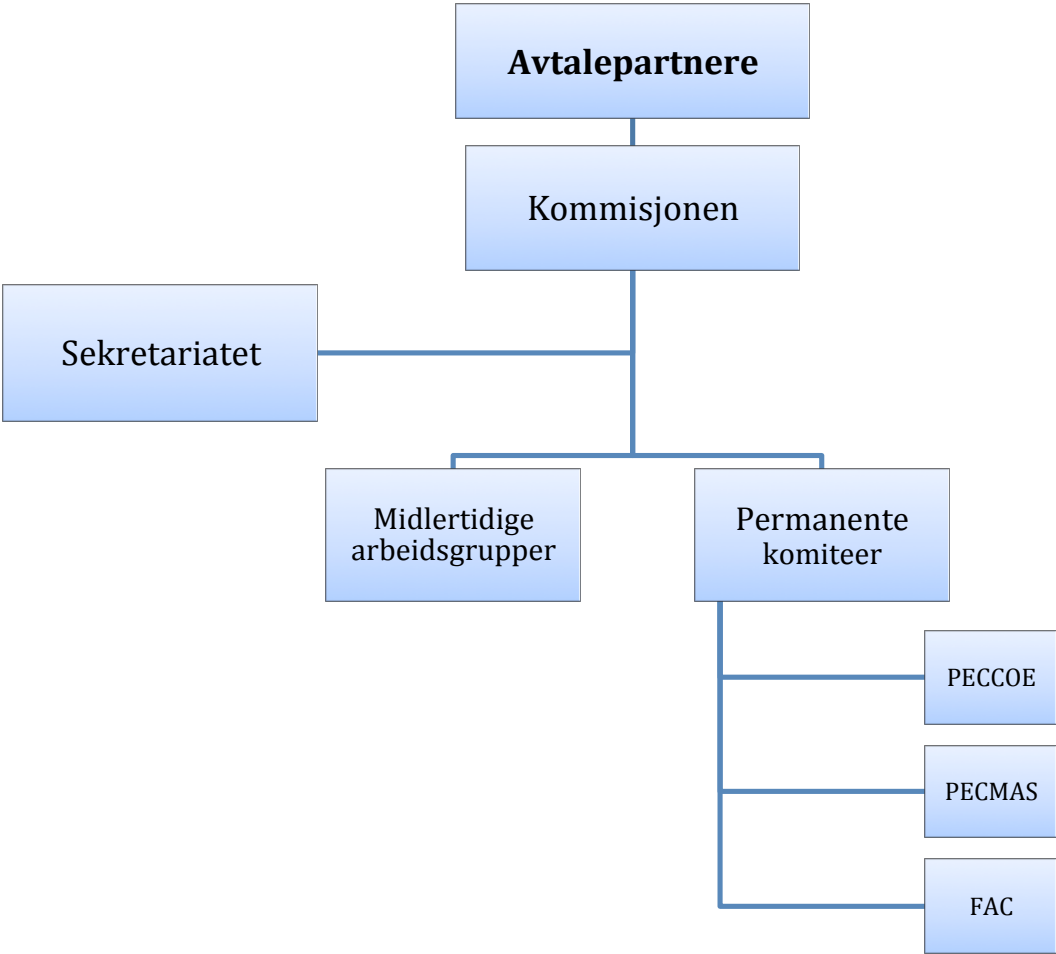 Avtalepartnere
Kommisjonen
Sekretariatet
Midlertidige
arbeidsgrupper
Permanente
komiteer
PECCOE
PECMAS
FAC